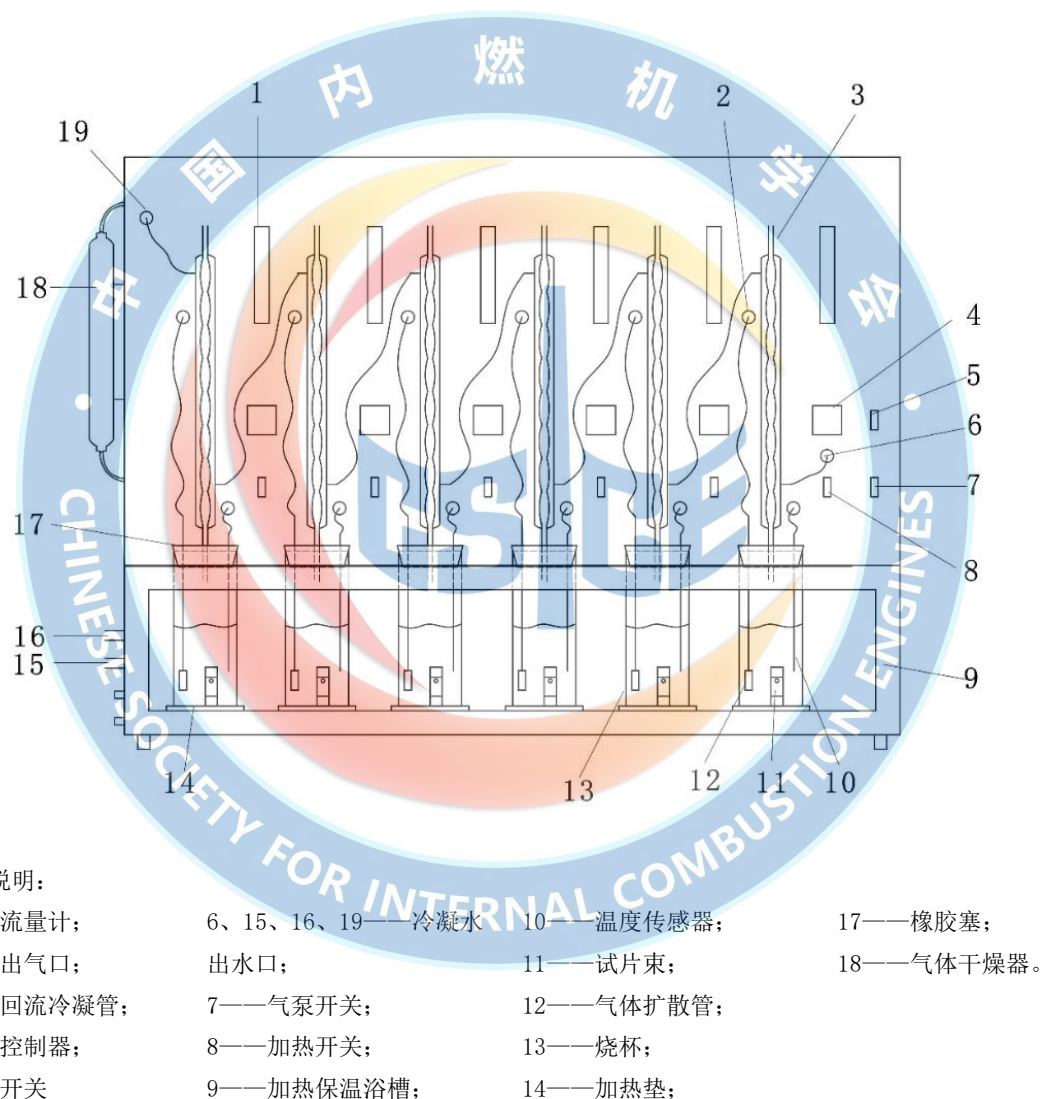 中国内燃机学会
CHINESE SOCIETY FOR INTERNAL COMBUSTION ENGINES
CSICE
1
2
3
19
18
4
5
6
7
17
8
16
15
9
14
13
12
11
10
说明:
流量计; 6、15、16、19——冷凝水 10——温度传感器; 17——橡胶塞;
出气口; 出水口; 11——试片束; 18——气体干燥器。
回流冷凝管; 7——气泵开关; 12——气体扩散管;
控制器; 8——加热开关; 13——烧杯;
开关 9——加热保温浴槽; 14——加热垫;